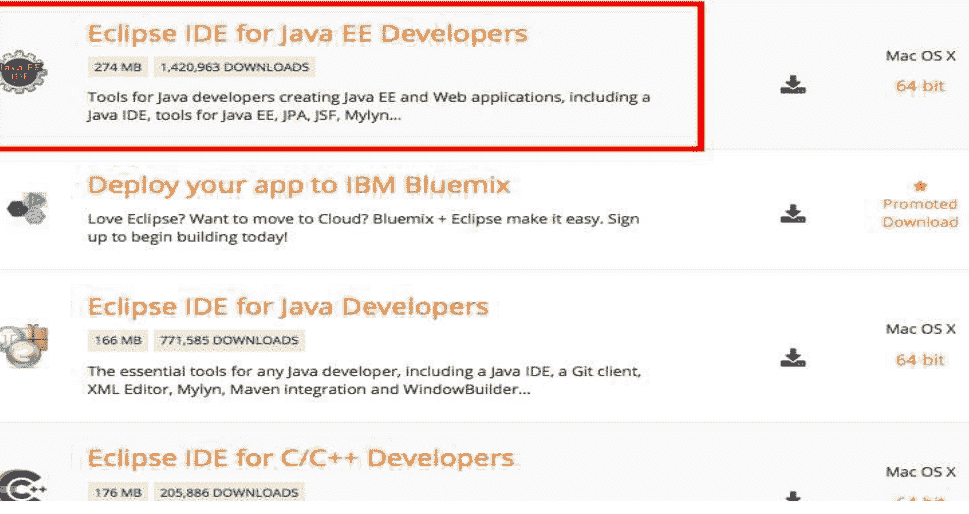 Eclipse IDE for Java EE Developers
274 MB 1,420,963 DOWNLOADS
Tools for Java developers creating Java EE and Web applications, including a
Java IDE, tools for Java EE, JPA, JSF, Mylyn...
Mac OS X
64 bit
Deploy your app to IBM Bluemix
Love Eclipse? Want to move to Cloud? Bluemix + Eclipse make it easy. Sign
up to begin building today!
Promoted
Download
Eclipse IDE for Java Developers
166 MB 771,585 DOWNLOADS
The essential tools for any Java developer, including a Java IDE, a Git client,
XML Editor, Mylyn, Maven integration and WindowBuilder...
Mac OS X
64 bit
Eclipse IDE for C/C++ Developers
176 MB 205,886 DOWNLOADS
Mac OS X
64 bit